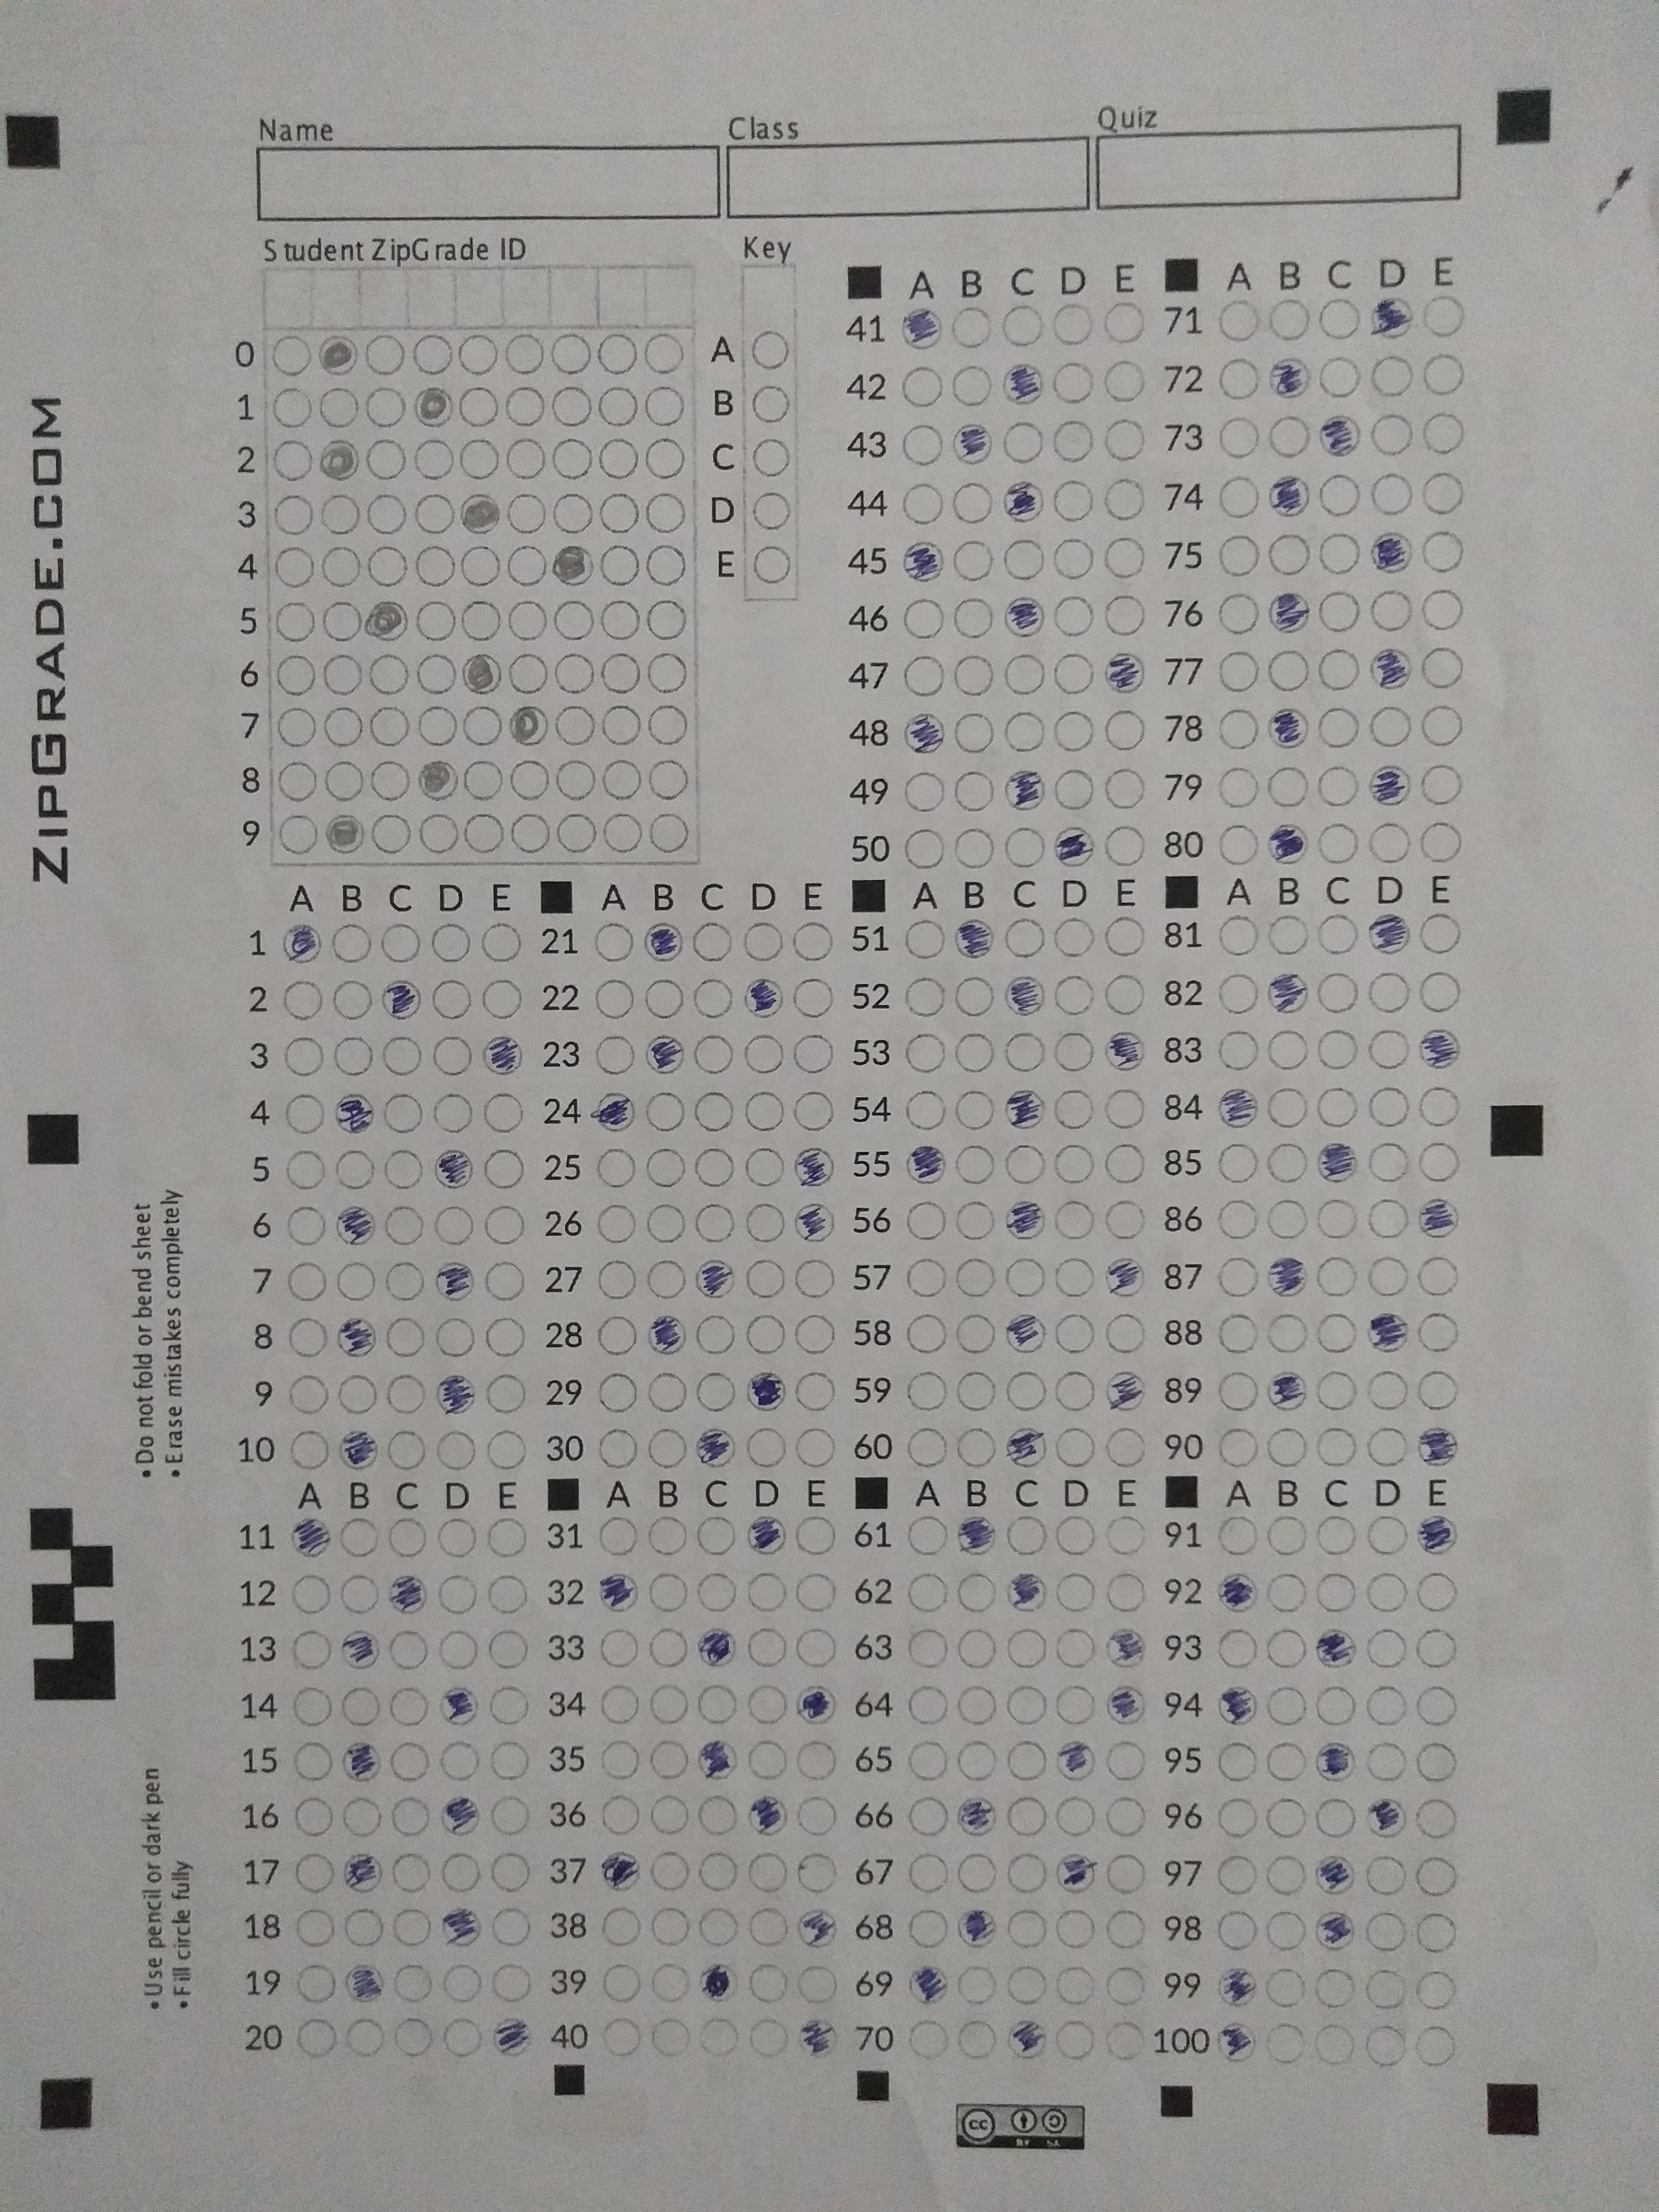 Name Class Quiz
Student ZipGrade ID Key
A B C D E A B C D E
0 A 41 71
1 B 42 72
2 C 43 73
3 D 44 74
4 E 45 75
5 46 76
6 47 77
7 48 78
8 49 79
9 50 80
A B C D E A B C D E A B C D E A B C D E
1 21 51 81
2 22 52 82
3 23 53 83
4 24 54 84
5 25 55 85
6 26 56 86
7 27 57 87
8 28 58 88
9 29 59 89
10 30 60 90
A B C D E A B C D E A B C D E A B C D E
11 31 61 91
12 32 62 92
13 33 63 93
14 34 64 94
15 35 65 95
16 36 66 96
17 37 67 97
18 38 68 98
19 39 69 99
20 40 70 100
ZIPGRADE.COM
• Do not fold or bend sheet
• Erase mistakes completely
• Use pencil or dark pen
• Fill circle fully
cc BY SA